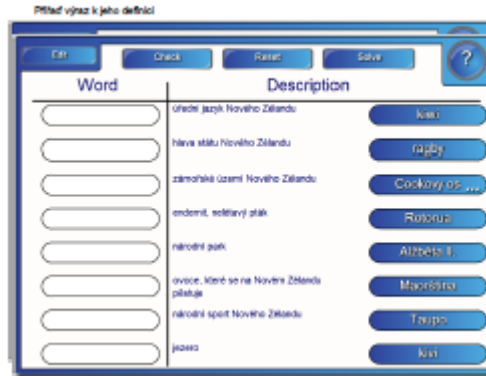 Přiřaď výraz k jeho definici
Edit
Check
Reset
Solve
?
Word
Description
úřední jazyk Nového Zélandu
kiwi
hlava státu Nového Zélandu
ragby
zámořské území Nového Zélandu
Cookovy os ...
endemit, nelétavý pták
Rotorua
národní park
Alžběta II.
ovoce, které se na Novém Zélandu
pěstuje
Maorština
národní sport Nového Zélandu
Taupo
jezero
kivi